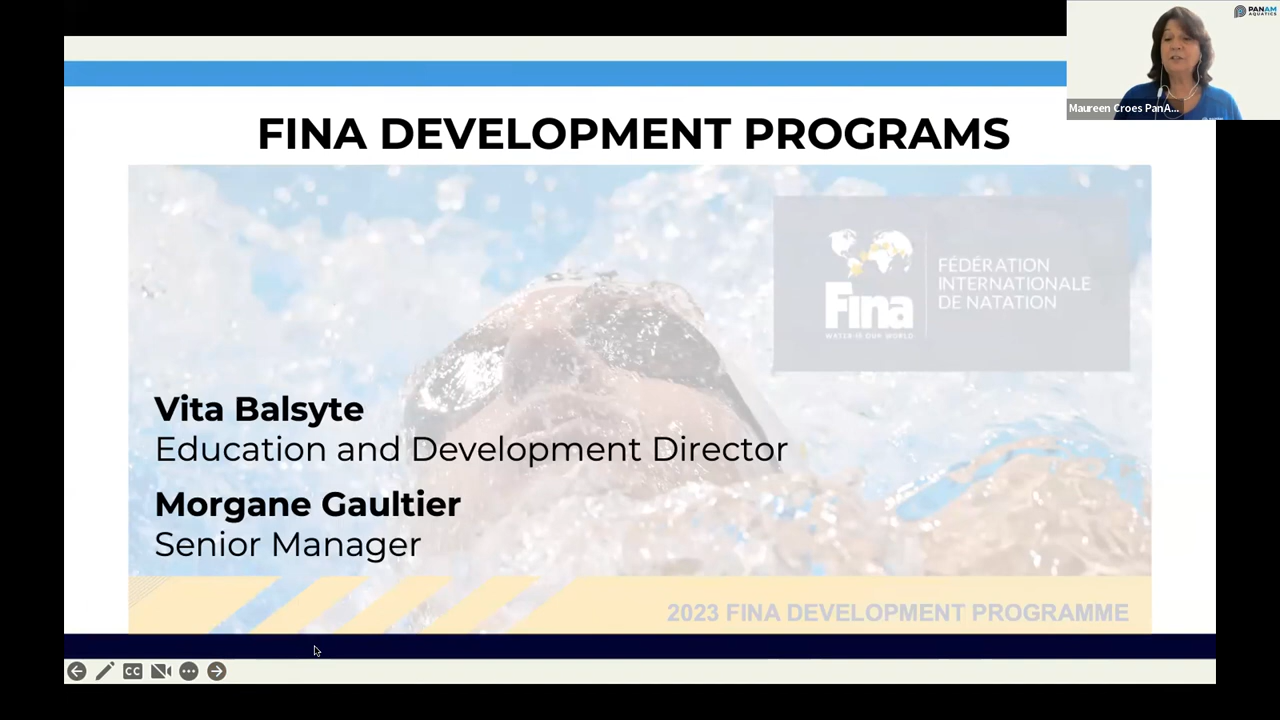 PANAM
AQUATICS
Maureen Croes PanA...
FINA DEVELOPMENT PROGRAMS
Fina
WATER IS OUR WORLD
FÉDÉRATION
INTERNATIONALE
DE NATATION
Vita Balsyte
Education and Development Director
Morgane Gaultier
Senior Manager
2023 FINA DEVELOPMENT PROGRAMME
CC